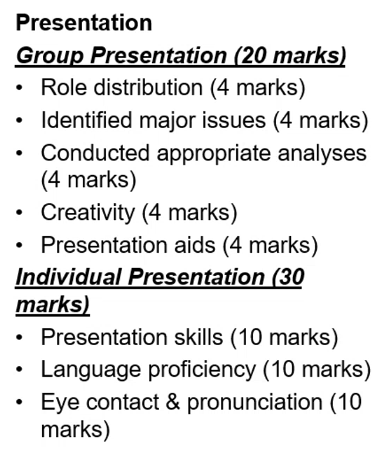 Presentation
Group Presentation (20 marks)
• Role distribution (4 marks)
• Identified major issues (4 marks)
• Conducted appropriate analyses
(4 marks)
• Creativity (4 marks)
• Presentation aids (4 marks)
Individual Presentation (30
marks)
• Presentation skills (10 marks)
• Language proficiency (10 marks)
• Eye contact & pronunciation (10
marks)